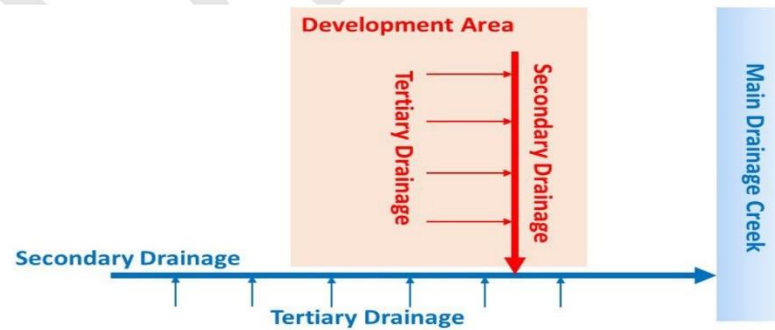 Development Area
Tertiary Drainage
Secondary Drainage
Main Drainage Creek
Secondary Drainage
Tertiary Drainage